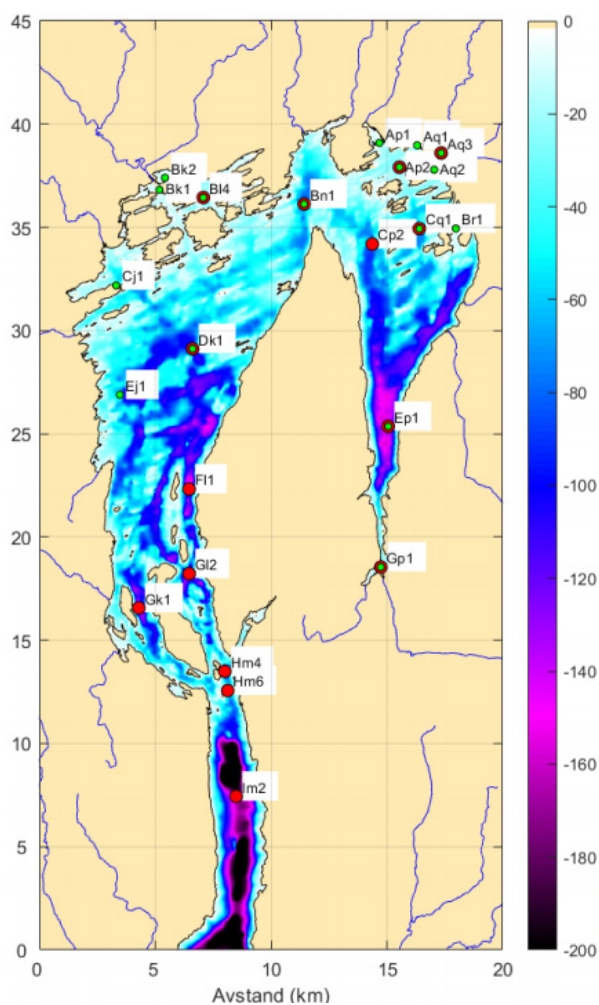 45
40
35
30
25
20
15
10
5
0
0
5
10
15
20
Avstand (km)
0
-20
-40
-60
-80
-100
-120
-140
-160
-180
-200
Ap1
Aq1
Aq3
Ap2
Aq2
Bk2
Bk1
Bl4
Bn1
Cq1
Br1
Cp2
Cj1
Dk1
Ej1
Ep1
Fl1
Gl2
Gp1
Gk1
Hm4
Hm6
Im2